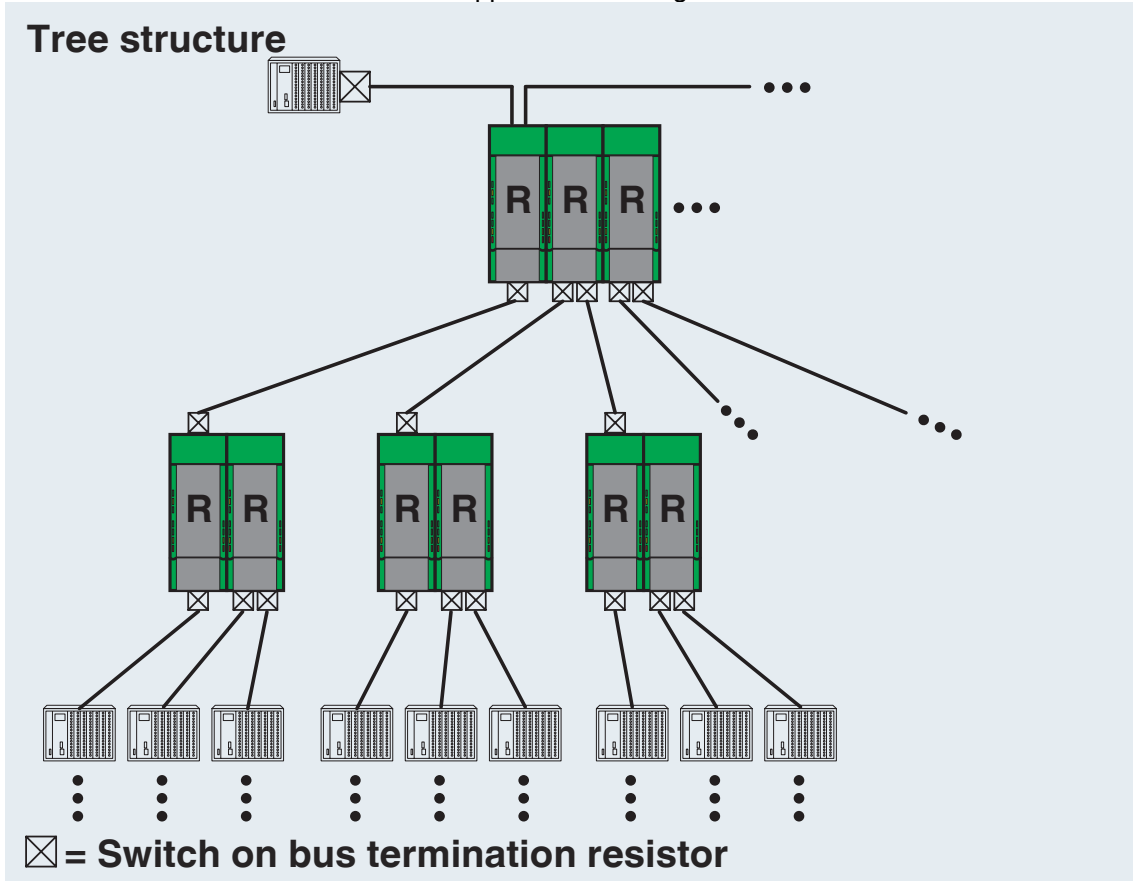 Tree structure
R R R
R R R R R R
= Switch on bus termination resistor